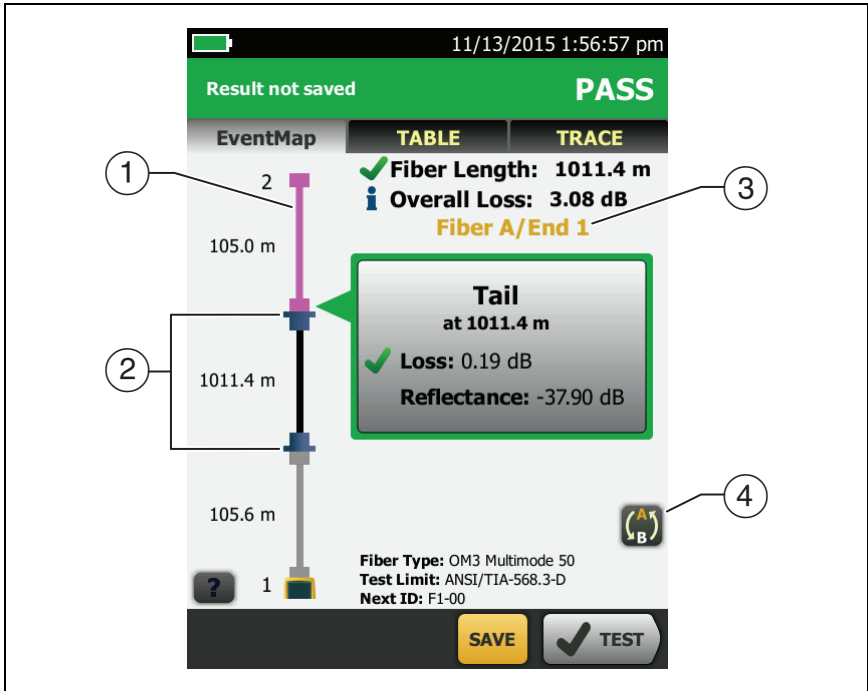 11/13/2015 1:56:57 pm
Result not saved
PASS
EventMap
TABLE
TRACE
1
2
Fiber Length: 1011.4 m
i Overall Loss: 3.08 dB
Fiber A/End 1
3
105.0 m
Tail
at 1011.4 m
Loss: 0.19 dB
Reflectance: -37.90 dB
2
1011.4 m
105.6 m
A
B
4
Fiber Type: OM3 Multimode 50
Test Limit: ANSI/TIA-568.3-D
Next ID: F1-00
?
1
SAVE
TEST